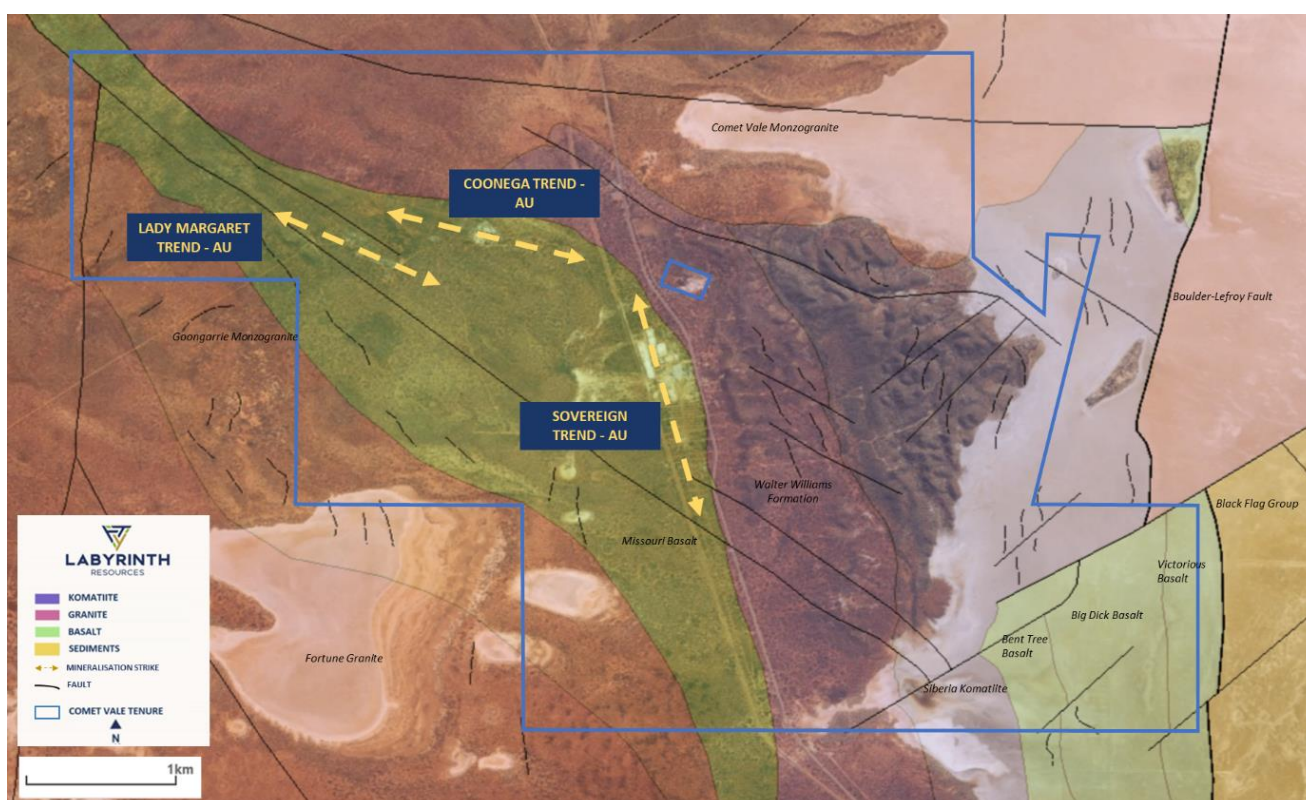 Comet Vale Monzogranite
COONEGA TREND -
AU
LADY MARGARET
TREND - AU
Boulder-Lefroy Fault
Goongarrie Monzogranite
SOVEREIGN
TREND - AU
Walter Williams
Formation
Black Flag Group
Missouri Basalt
Victorious
Basalt
Big Dick Basalt
Bent Tree
Basalt
Fortune Granite
Siberia Komatiite
LABYRINTH
RESOURCES
KOMATIITE
GRANITE
BASALT
SEDIMENTS
MINERALISATION STRIKE
FAULT
COMET VALE TENURE
N
1km